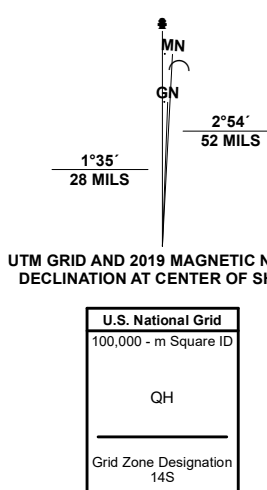 MN
GN
2°54´
52 MILS
1°35´
28 MILS
UTM GRID AND 2019 MAGNETIC
DECLINATION AT CENTER OF
U.S. National Grid
100,000 - m Square ID
QH
Grid Zone Designation
14S